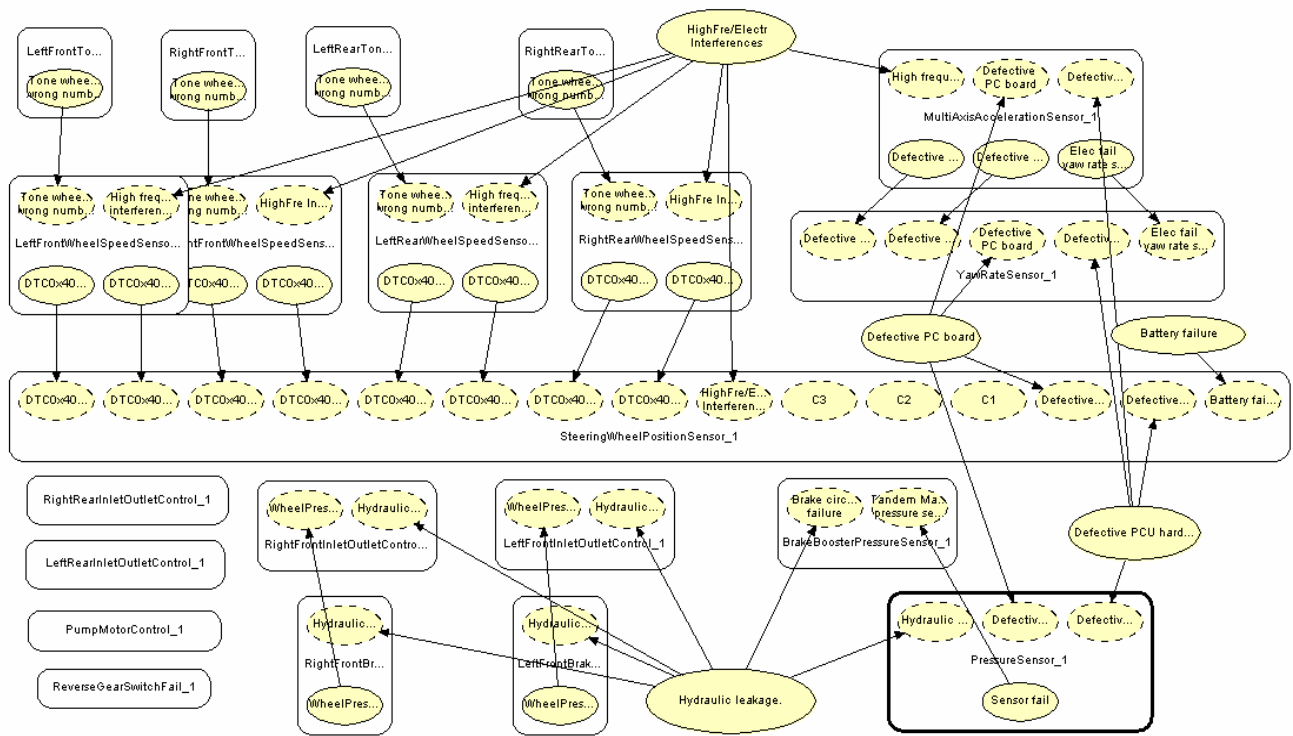 HighFre/Electr
Interferences
LeftFrontTo...
RightFrontT...
LeftRearTon...
RightRearTo...
Tone whee...
wrong numb...
Tone whee...
wrong numb...
Tone whee...
wrong numb...
Tone whee...
wrong numb...
High frequ...
Defective
PC board
Defectiv...
MultiAxisAccelerationSensor_1
Defective ...
Defective ...
Elec fail
yaw rate s...
Tone whee...
wrong numb...
High freq...
interferen...
Tone whee...
wrong numb...
HighFre In...
Tone whee...
wrong numb...
High freq...
interferen...
Tone whee...
wrong numb...
HighFre In...
LeftFrontWheelSpeedSenso...
ntFrontWheelSpeedSens...
LeftRearWheelSpeedSenso...
RightRearWheelSpeedSens...
Defective ...
Defective ...
Defective
PC board
Defectiv...
Elec fail
yaw rate s...
YawRateSensor_1
DTC0x40...
DTC0x40...
DTC0x40...
DTC0x40...
DTC0x40...
DTC0x40...
DTC0x40...
DTC0x40...
Defective PC board
Battery failure
DTC0x40...
DTC0x40...
DTC0x40...
DTC0x40...
DTC0x40...
DTC0x40...
DTC0x40...
DTC0x40...
HighFre/E...
Interferen...
C3
C2
C1
Defective...
Defective...
Battery fai...
SteeringWheelPositionSensor_1
RightRearInletOutletControl_1
LeftRearInletOutletControl_1
PumpMotorControl_1
ReverseGearSwitchFail_1
WheelPres...
Hydraulic...
RightFrontInletOutletContro...
WheelPres...
Hydraulic...
LeftFrontInletOutletControl_1
Brake circ...
failure
Tandem Ma...
pressure se...
BrakeBoosterPressureSensor_1
Defective PCU hard...
Hydraulic...
RightFrontBr...
WheelPres...
Hydraulic...
LeftFrontBrak...
WheelPres...
Hydraulic leakage.
Hydraulic ...
Defectiv...
Defectiv...
PressureSensor_1
Sensor fail